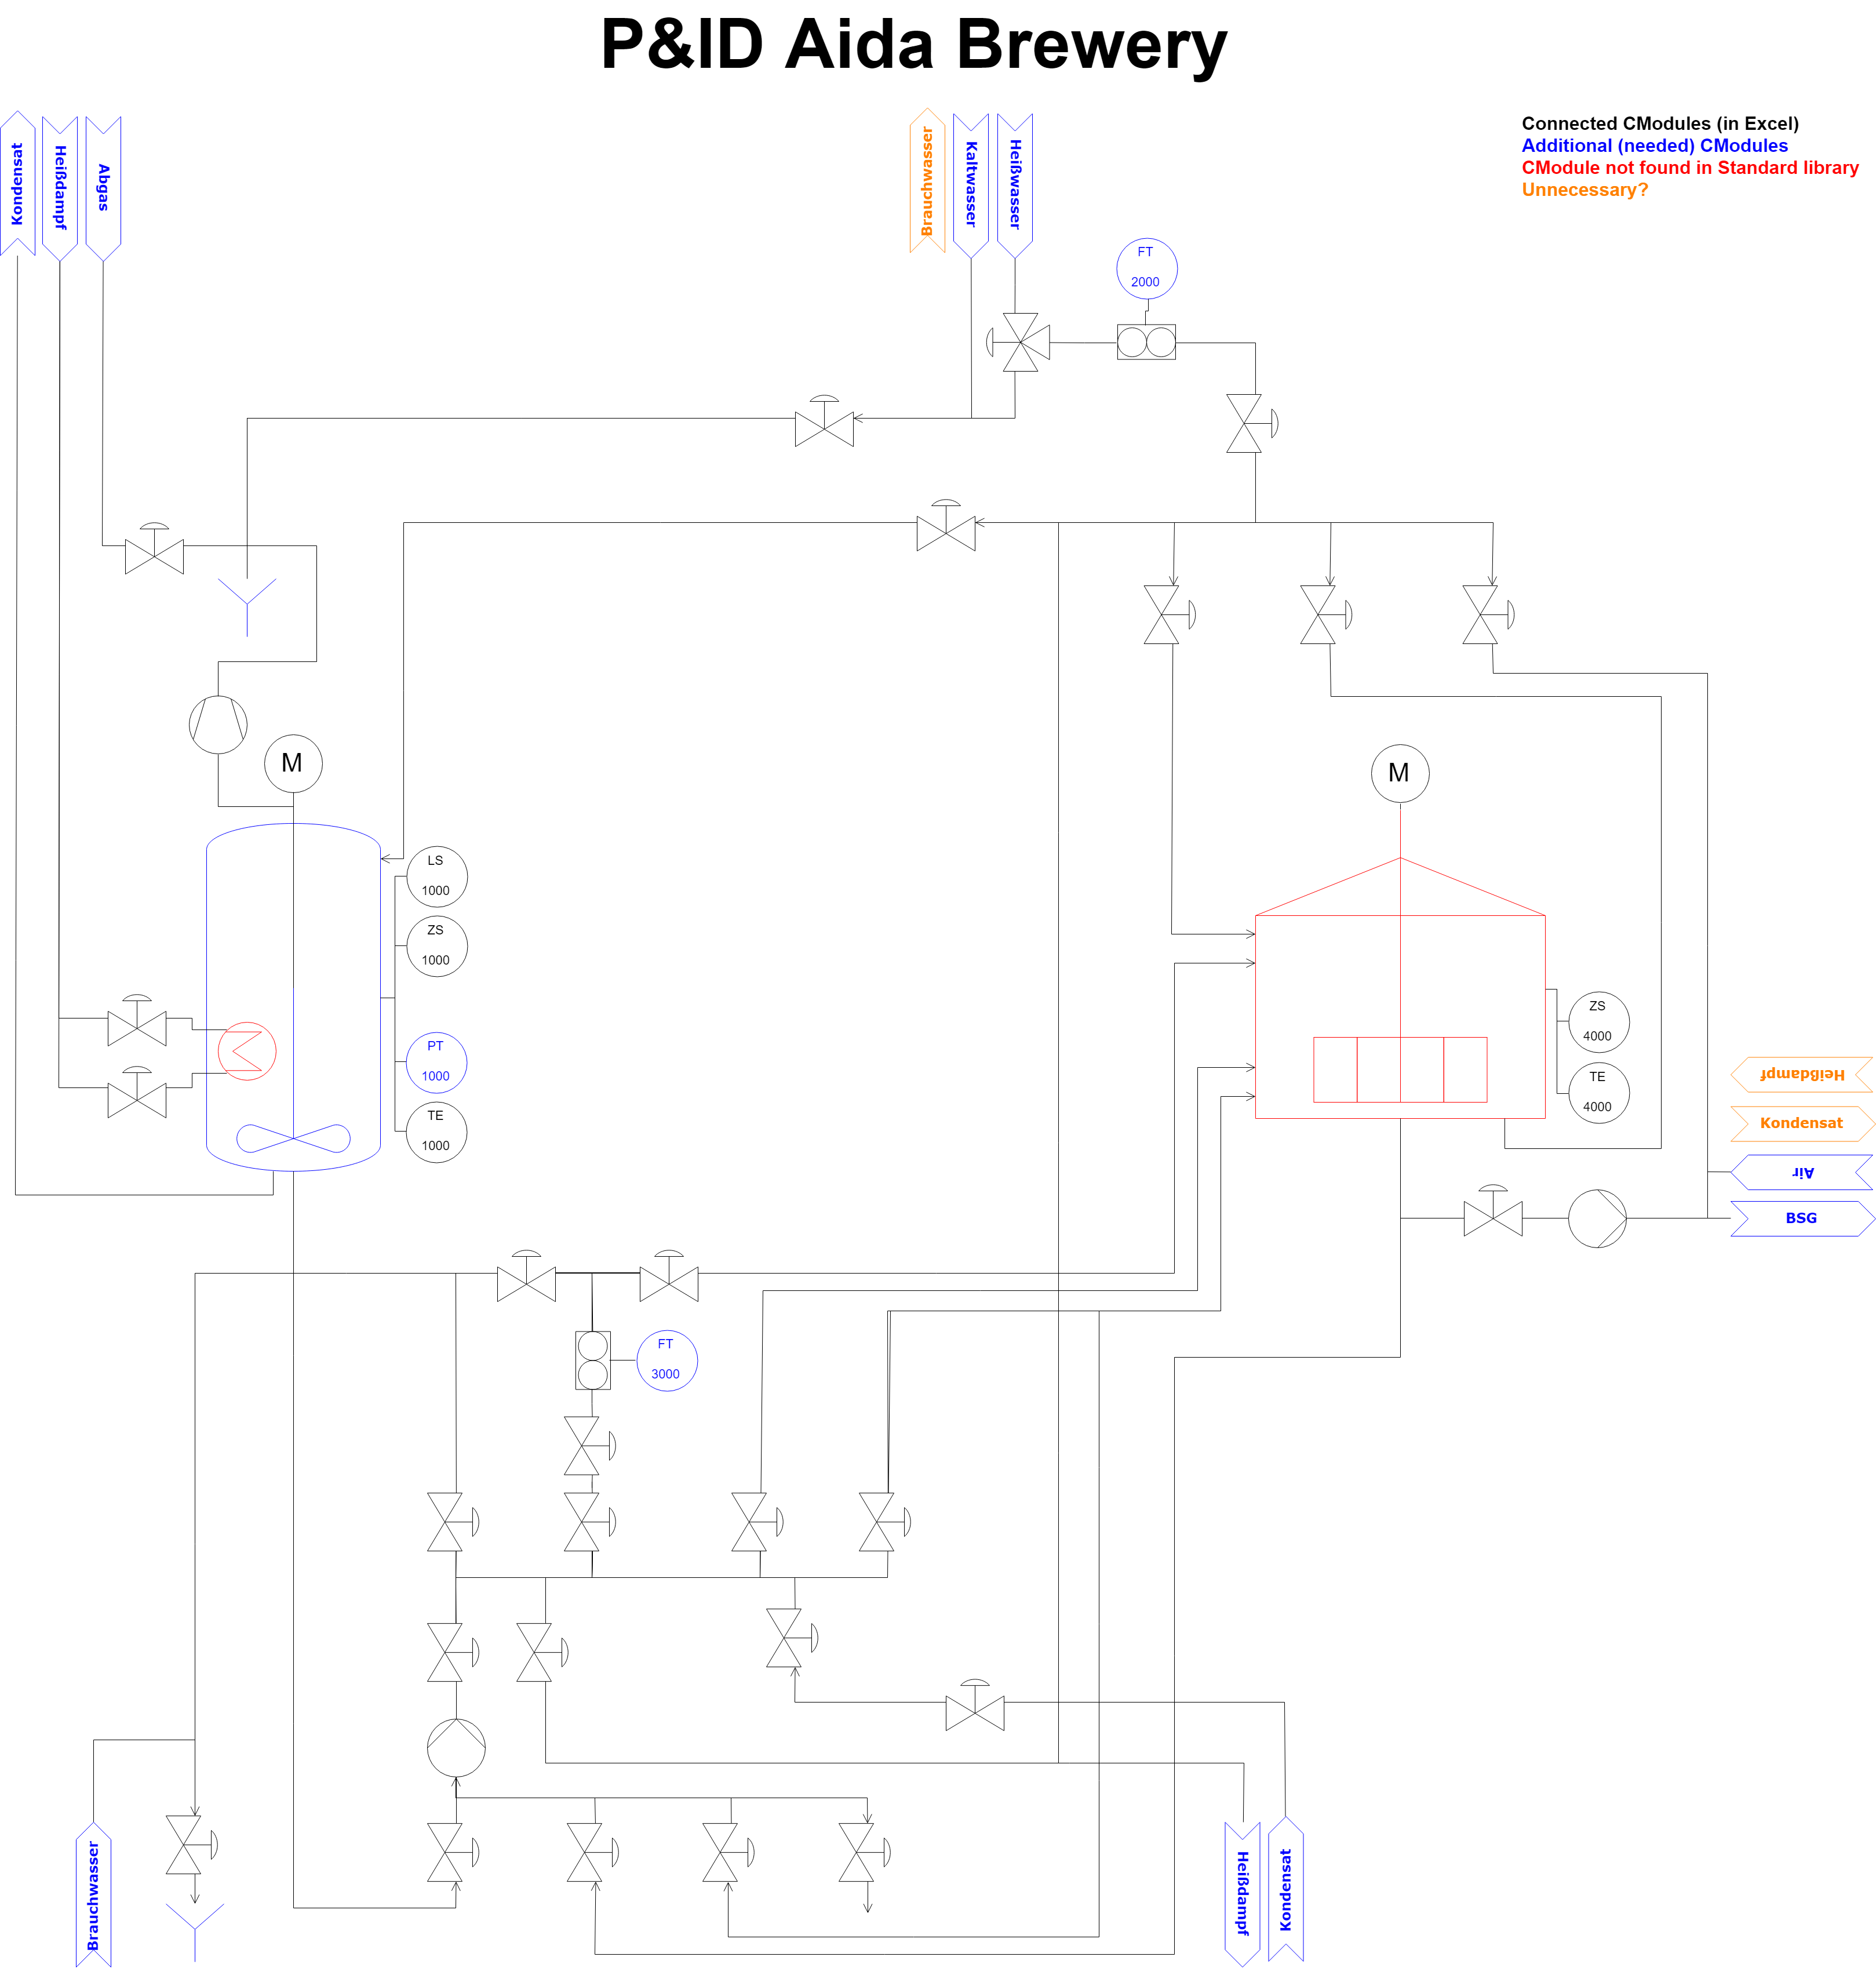 P&ID Aida Brewery
Connected CModules (in Excel)
Additional (needed) CModules
CModule not found in Standard library
Unnecessary?
Kondensat
Heißdampf
Abgas
Brauchwasser
Kaltwasser
Heißwasser
FT
2000
M
M
LS
1000
ZS
1000
PT
1000
TE
1000
ZS
4000
TE
4000
Heißdampf
Kondensat
Air
BSG
FT
3000
Brauchwasser
Heißdampf
Kondensat